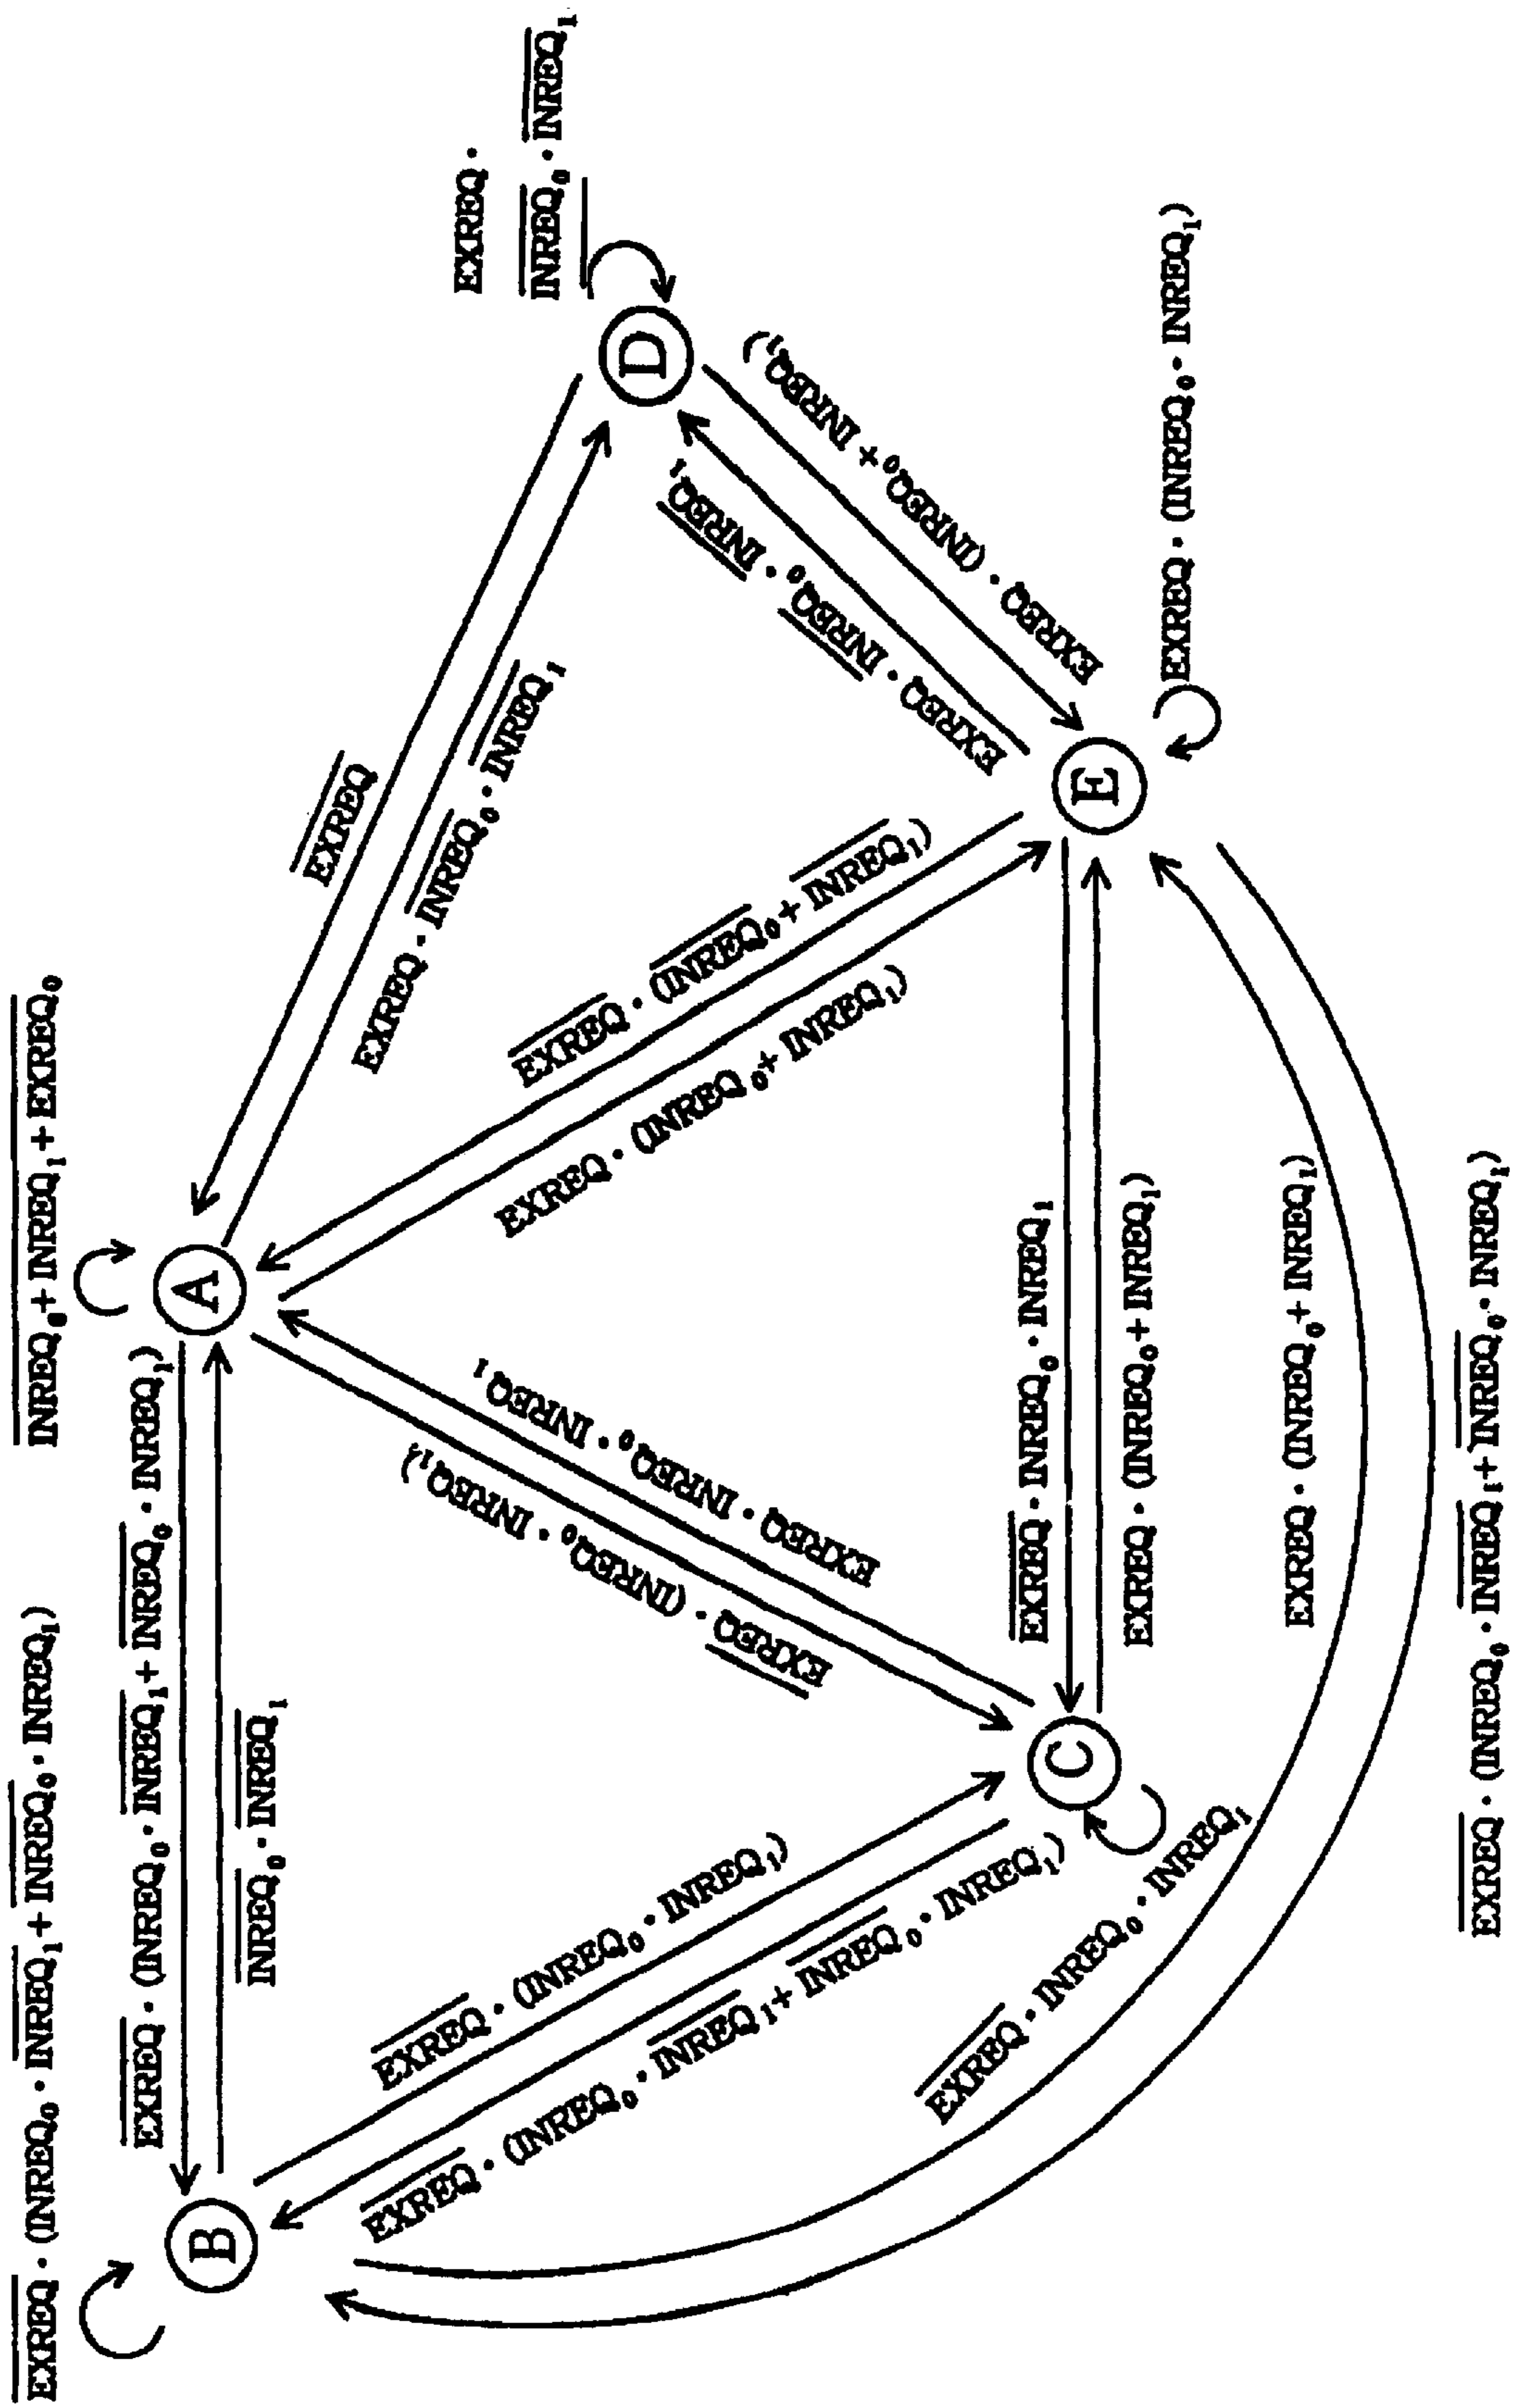 EXREQ · (INREQ₀ · INREQ₁ + INREQ₀ · INREQ₁)
INREQ₀ + INREQ₁ + EXREQ₀
EXREQ · (INREQ₀ · INREQ₁ + INREQ₀ · INREQ₁)
B
A
INREQ₀ · INREQ₁
EXREQ
EXREQ · INREQ₀ · INREQ₁
EXREQ ·
INREQ₀ · INREQ₁
D
EXREQ · (INREQ₀ · INREQ₁)
EXREQ · (INREQ₀ · INREQ₁ + INREQ₀ · INREQ₁)
EXREQ · (INREQ₀ · INREQ₁)
EXREQ · INREQ₀ · INREQ₁
EXREQ · (INREQ₀ + INREQ₁)
EXREQ · (INREQ₀ + INREQ₁)
EXREQ · INREQ₀ · INREQ₁
EXREQ · (INREQ₀ + INREQ₁)
C
E
EXREQ · INREQ₀ · INREQ₁
EXREQ · INREQ₀ · INREQ₁
EXREQ · (INREQ₀ + INREQ₁)
EXREQ · (INREQ₀ · INREQ₁)
EXREQ · (INREQ₀ + INREQ₁)
EXREQ · (INREQ₀ · INREQ₁ + INREQ₀ · INREQ₁)